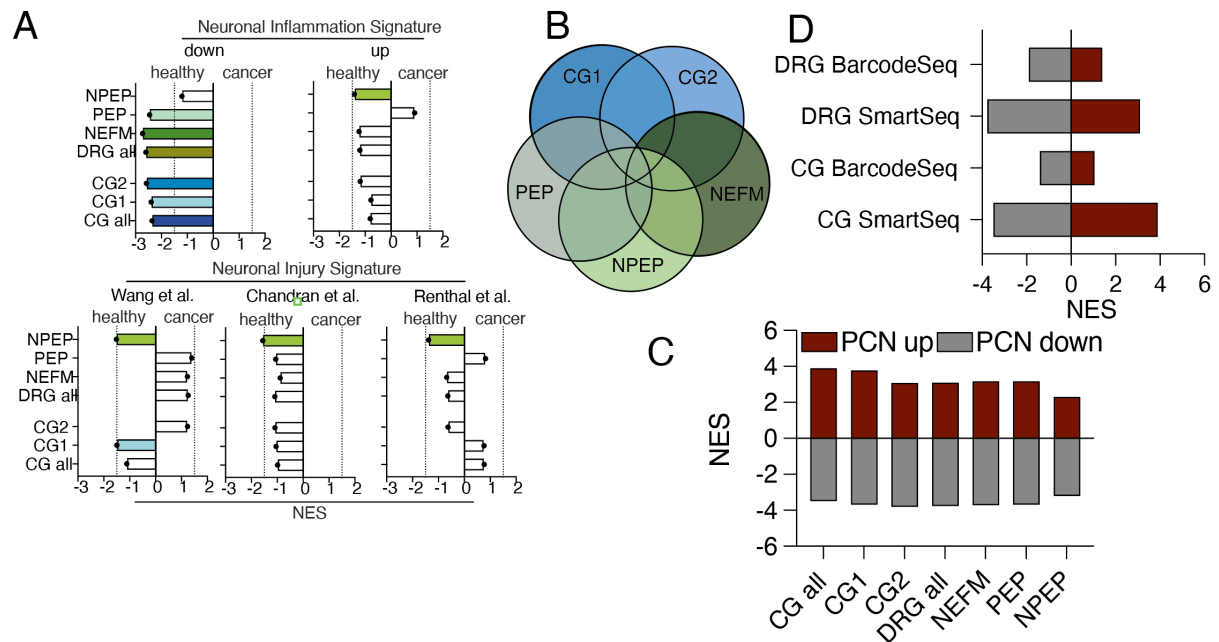 A
Neuronal Inflammation Signature
down
up
healthy
cancer
healthy
cancer
NPEP
PEP
NEFM
DRG all
CG2
CG1
CG all
-3 -2 -1 0 1 2
-3 -2 -1 0 1 2
Neuronal Injury Signature
Wang et al.
Chandran et al.
Renthal et al.
healthy
cancer
healthy
cancer
healthy
cancer
NPEP
PEP
NEFM
DRG all
CG2
CG1
CG all
-3 -2 -1 0 1 2
-3 -2 -1 0 1 2
-3 -2 -1 0 1 2
NES
B
CG1
CG2
PEP
NEFM
NPEP
D
DRG BarcodeSeq
DRG SmartSeq
CG BarcodeSeq
CG SmartSeq
-4 -2 0 2 4 6
NES
C
PCN up
PCN down
6
4
2
0
-2
-4
-6
NES
CG all
CG1
CG2
DRG all
NEFM
PEP
NPEP